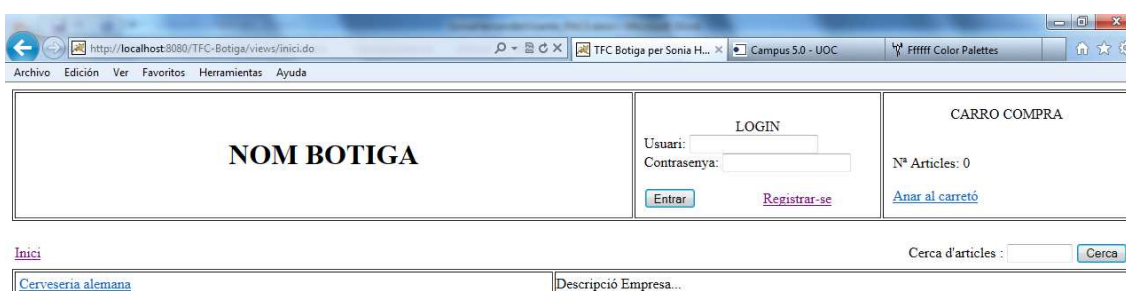 http://localhost:8080/TFC-Botiga/views/inici.do
TFC Botiga per Sonia H...
Campus 5.0 - UOC
Ffffff Color Palettes
Archivo Edición Ver Favoritos Herramientas Ayuda
NOM BOTIGA
LOGIN
Usuari:
Contrasenya:
Entrar Registrar-se
CARRO COMPRA
Nª Articles: 0
Anar al carretó
Inici
Cerca d'articles : Cerca
Cerveseria alemana
Descripció Empresa...